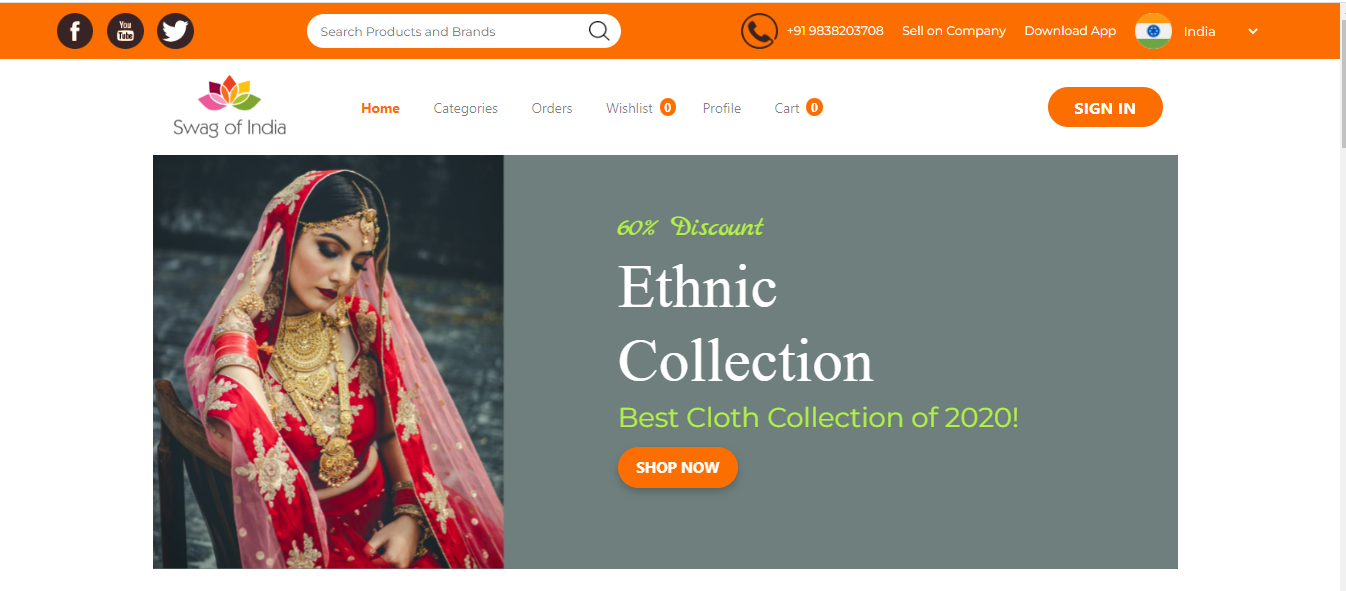 f
You Tube
Search Products and Brands
+91 9838203708
Sell on Company
Download App
India
Swag of India
Home
Categories
Orders
Wishlist 0
Profile
Cart 0
SIGN IN
60% Discount
Ethnic
Collection
Best Cloth Collection of 2020!
SHOP NOW